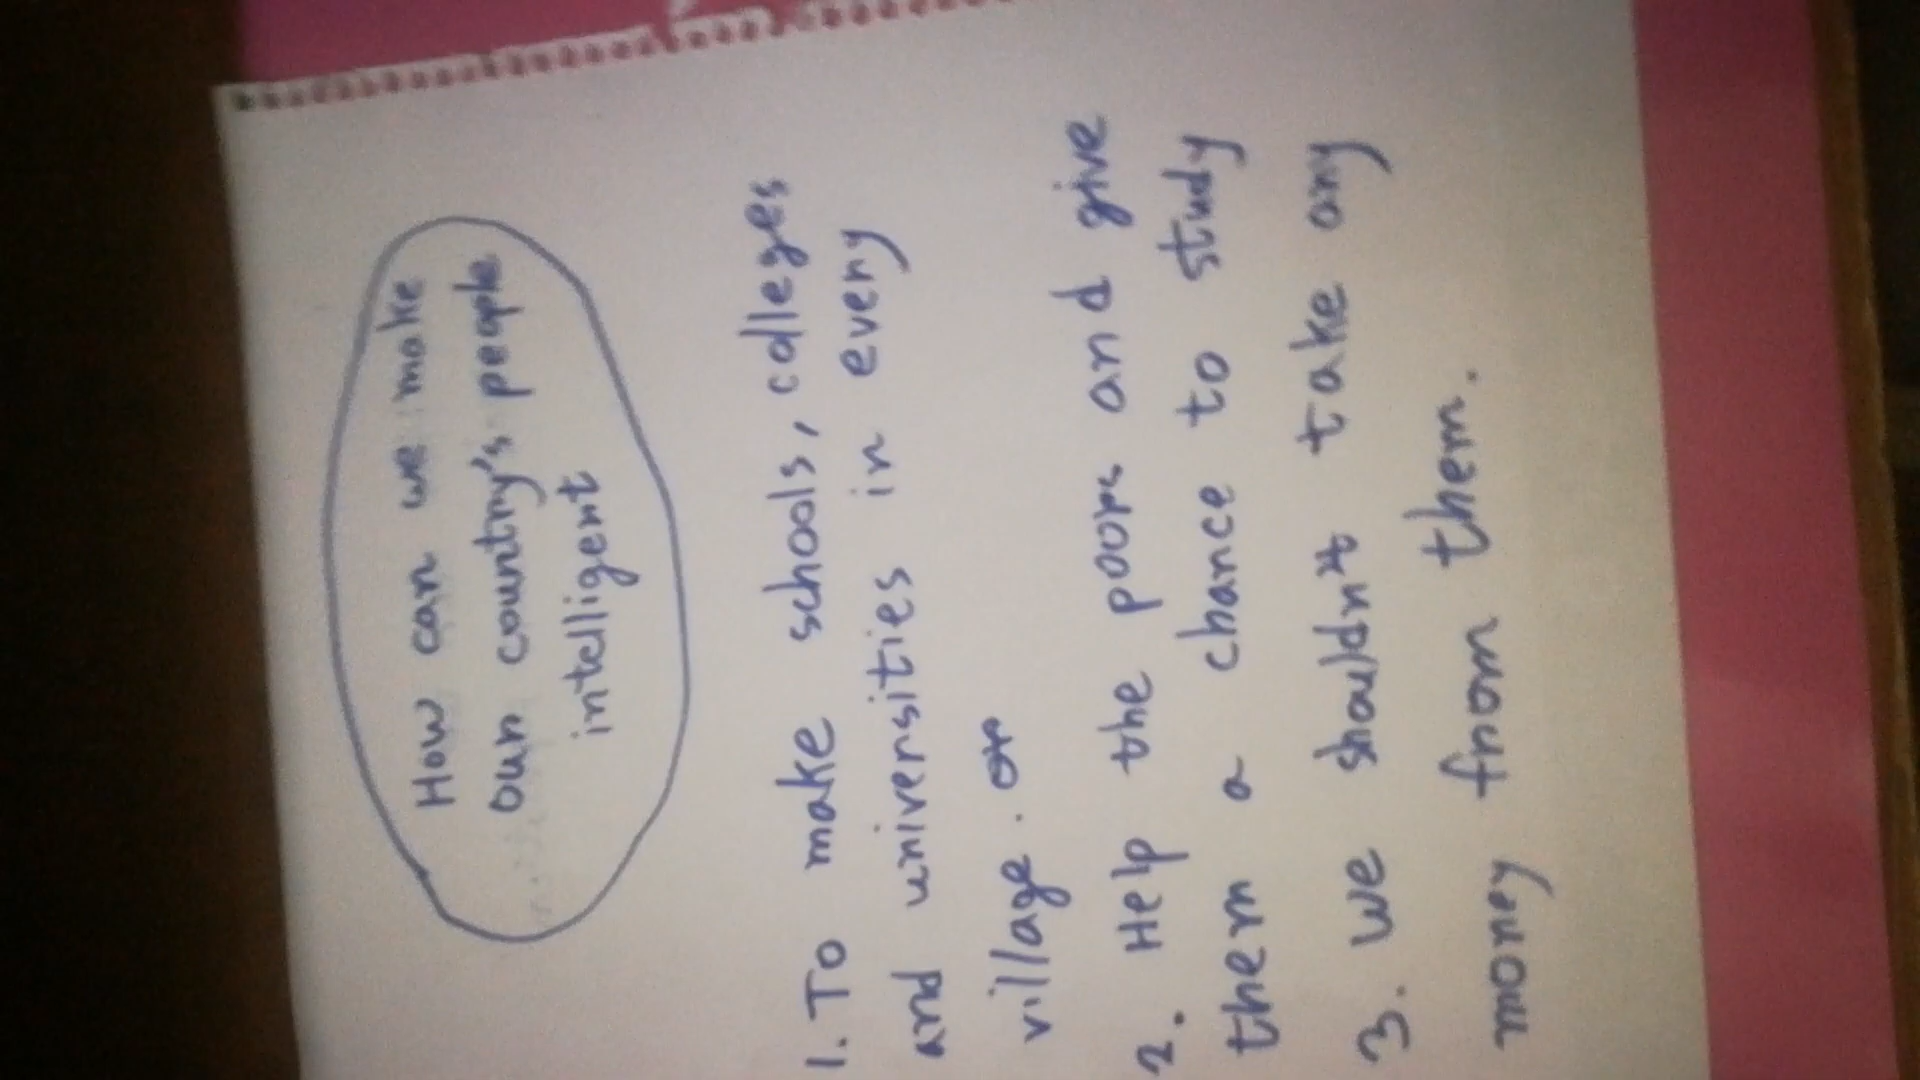 How can we make
our country's people
intelligent
1. To make schools, colleges
and universities in every
village. or
2. Help the poors and give
them a chance to study
3. We shouldn't take any
money from them.